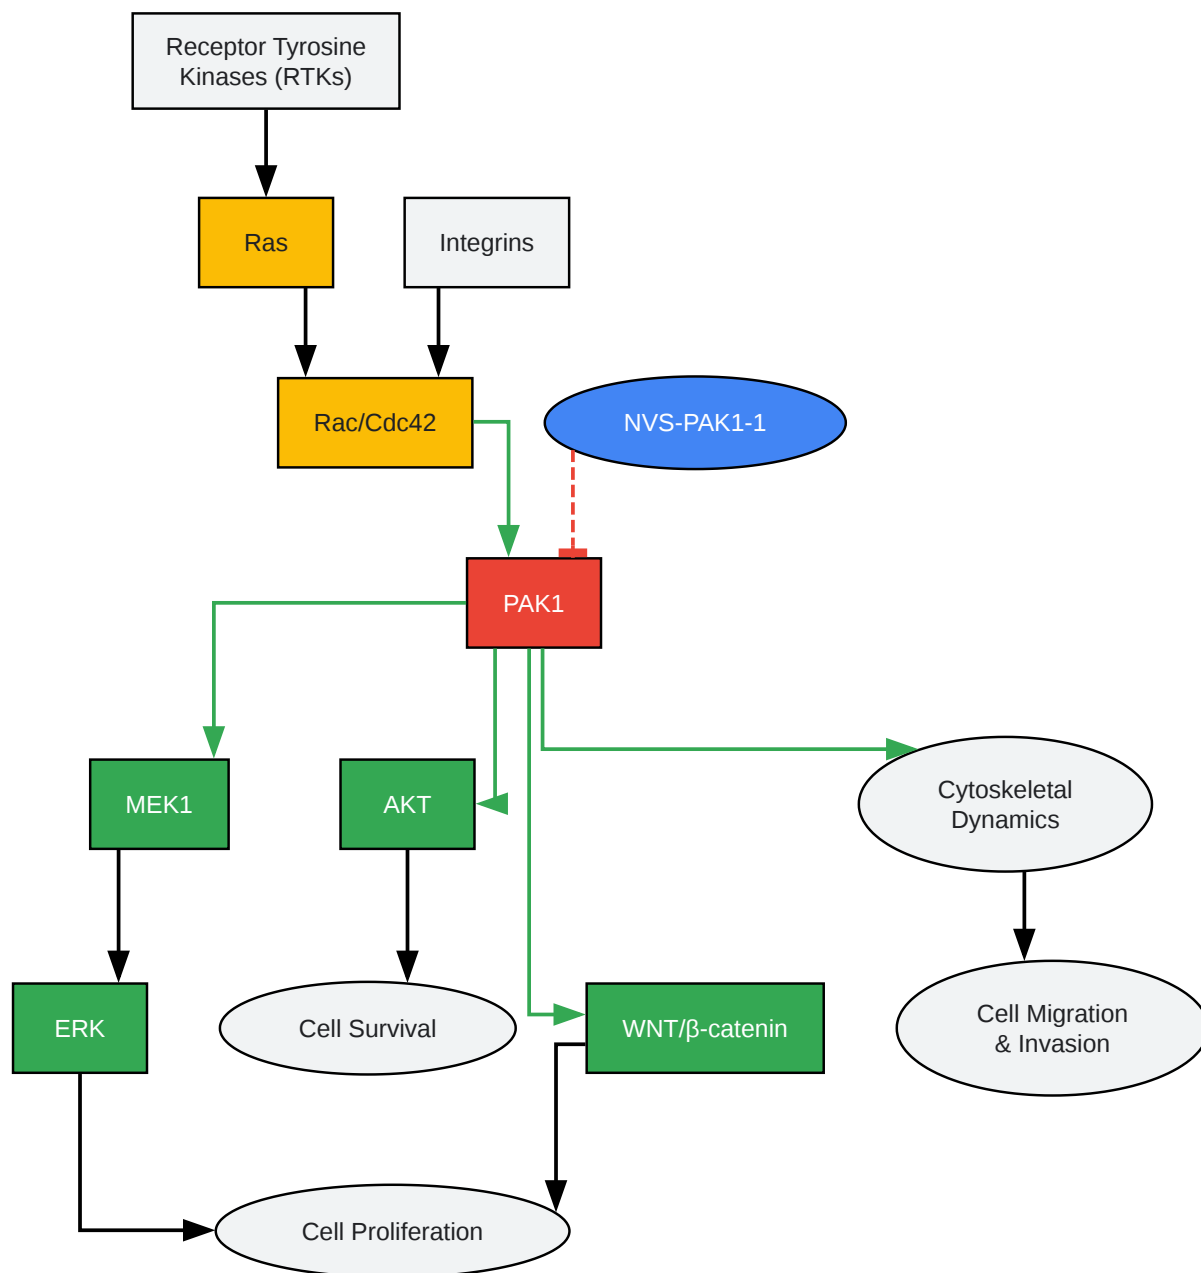 Receptor Tyrosine
Kinases (RTKs)
Ras
Integrins
Rac/Cdc42
NVS-PAK1-1
PAK1
MEK1
AKT
Cytoskeletal
Dynamics
ERK
Cell Survival
WNT/β-catenin
Cell Migration
& Invasion
Cell Proliferation